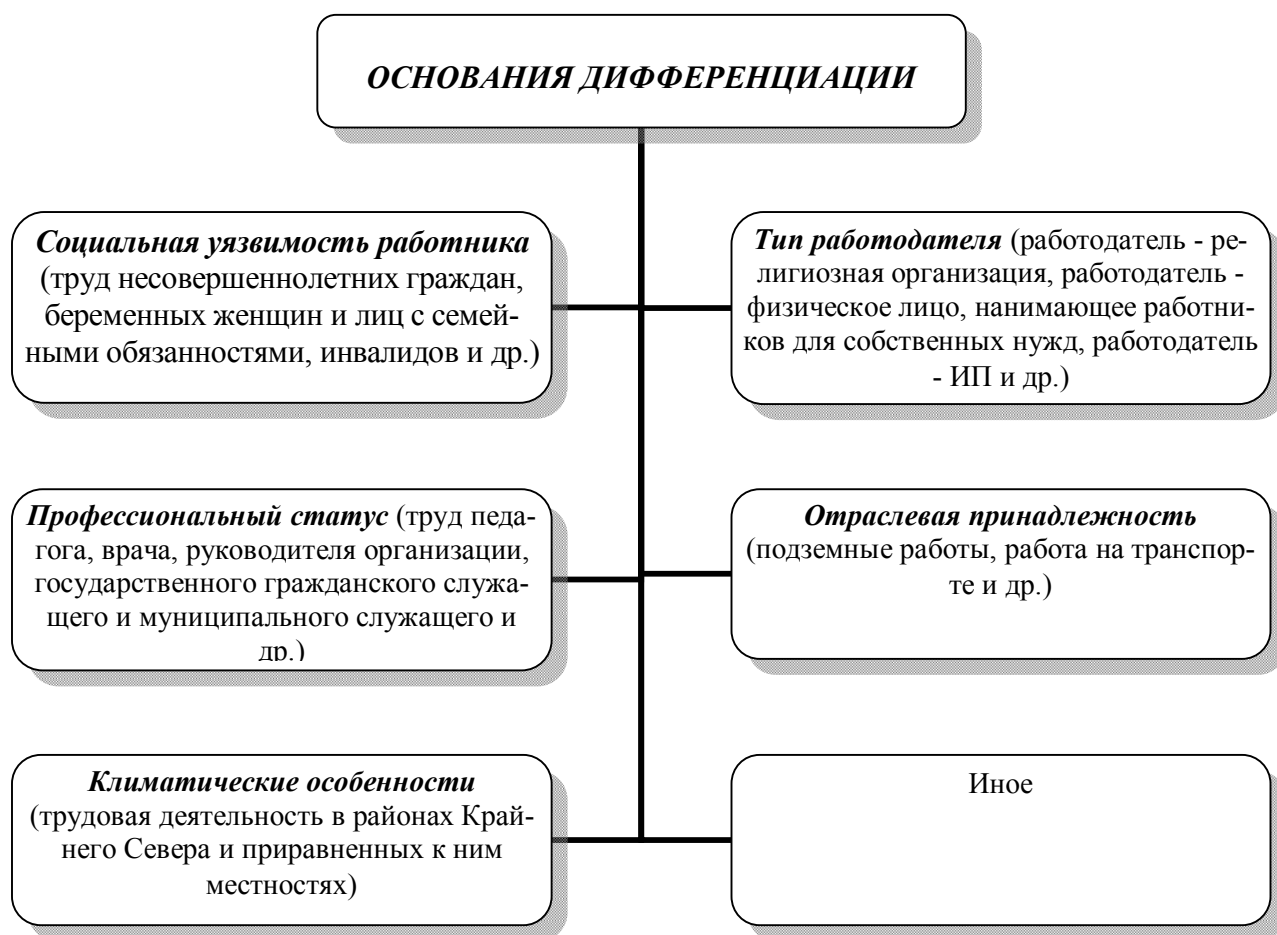 ОСНОВАНИЯ ДИФФЕРЕНЦИАЦИИ
Социальная уязвимость работника
(труд несовершеннолетних граждан,
беременных женщин и лиц с семей-
ными обязанностями, инвалидов и др.)
Тип работодателя (работодатель - ре-
лигиозная организация, работодатель -
физическое лицо, нанимающее работни-
ков для собственных нужд, работодатель
- ИП и др.)
Профессиональный статус (труд педа-
гога, врача, руководителя организации,
государственного гражданского служа-
щего и муниципального служащего и
др.)
Отраслевая принадлежность
(подземные работы, работа на транспор-
те и др.)
Климатические особенности
(трудовая деятельность в районах Край-
него Севера и приравненных к ним
местностях)
Иное